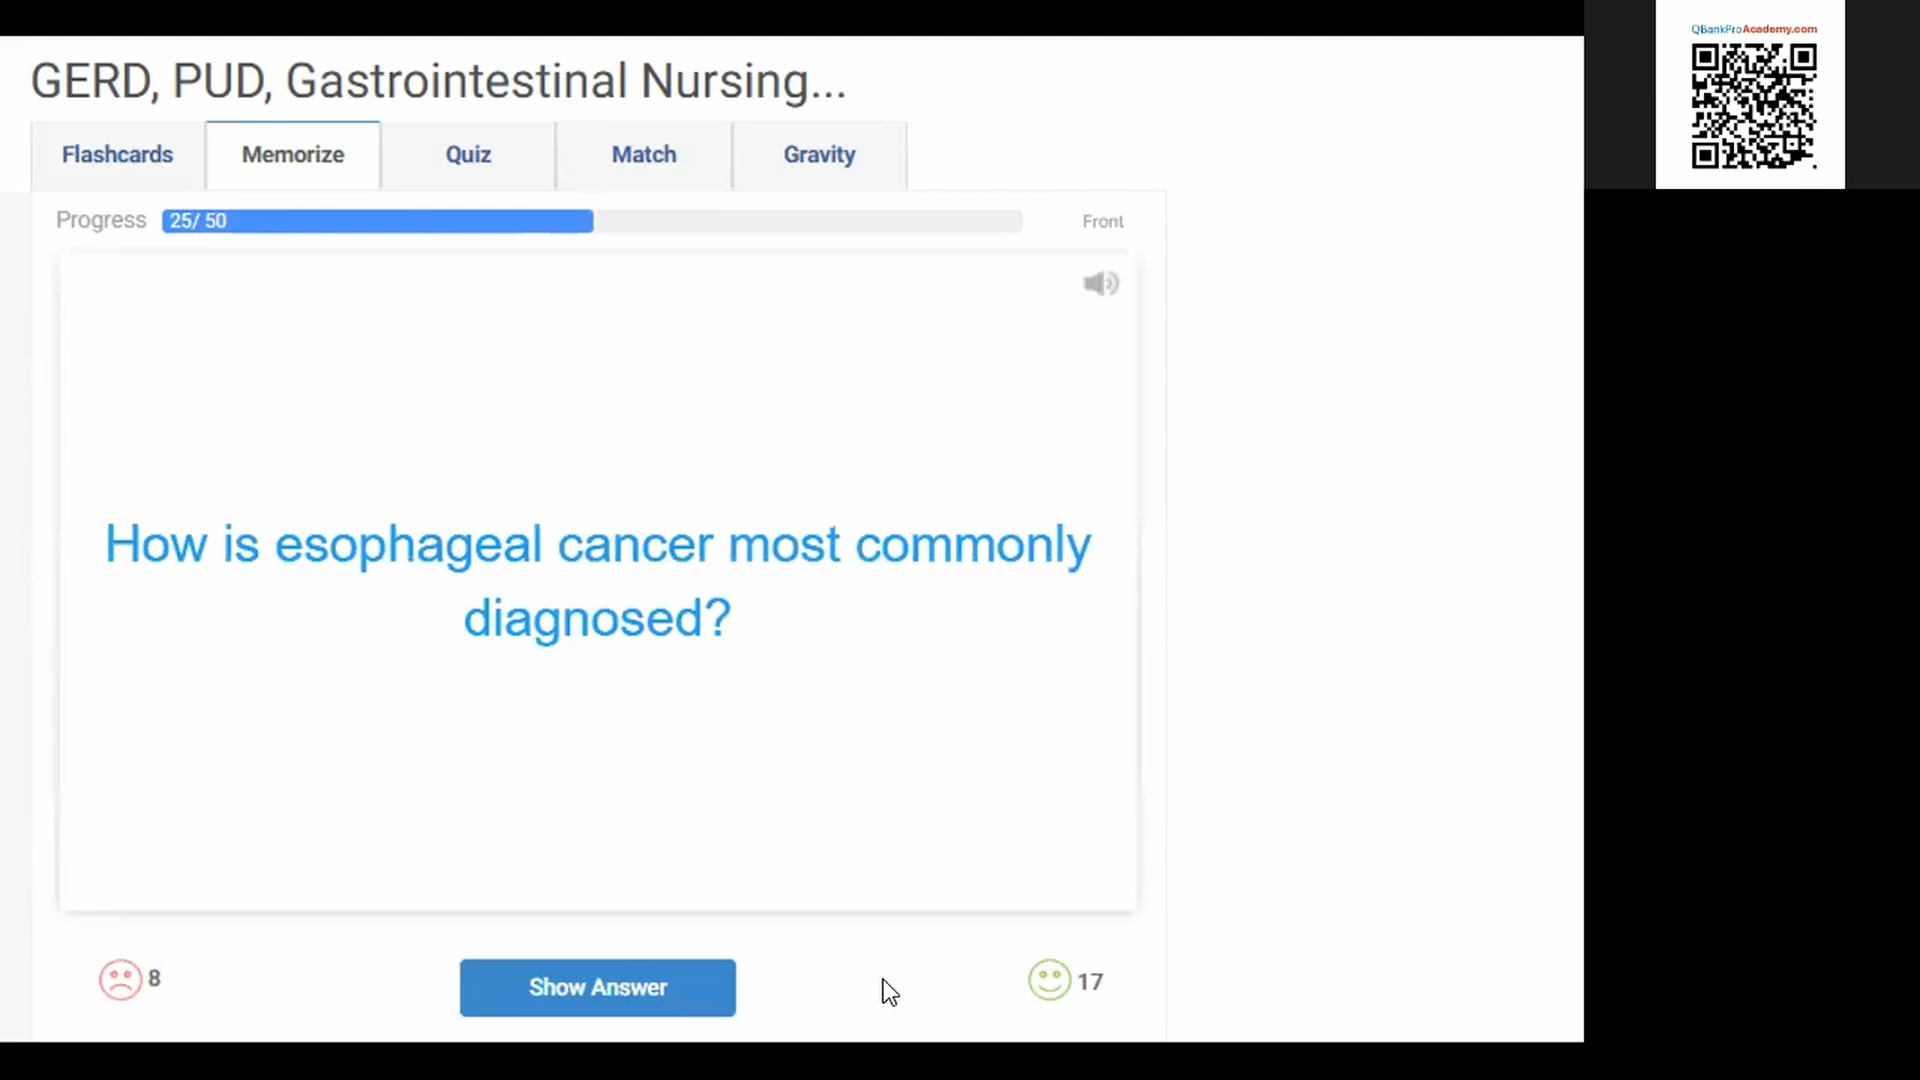 QBankProAcademy.com
GERD, PUD, Gastrointestinal Nursing...
Flashcards
Memorize
Quiz
Match
Gravity
Progress
25/ 50
Front
How is esophageal cancer most commonly
diagnosed?
8
Show Answer
17